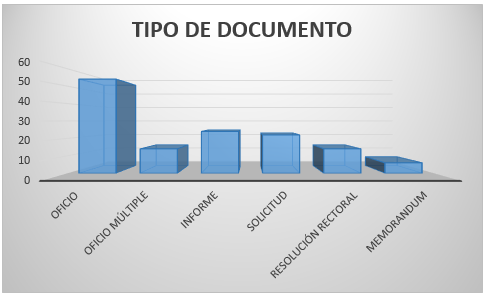 TIPO DE DOCUMENTO
60
50
40
30
20
10
0
OFICIO
OFICIO MÚLTIPLE
INFORME
SOLICITUD
RESOLUCIÓN RECTORAL
MEMORANDUM